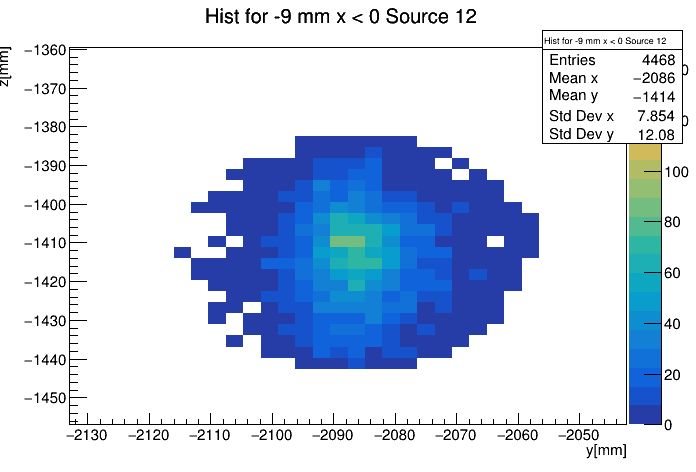 Hist for -9 mm x < 0 Source 12
Hist for -9 mm x < 0 Source 12
Entries 4468
Mean x −2086
Mean y −1414
Std Dev x 7.854
Std Dev y 12.08
z[mm]
−1360
−1370
−1380
−1390
−1400
−1410
−1420
−1430
−1440
−1450
−2130 −2120 −2110 −2100 −2090 −2080 −2070 −2060 −2050
y[mm]
0
0
100
80
60
40
20
0